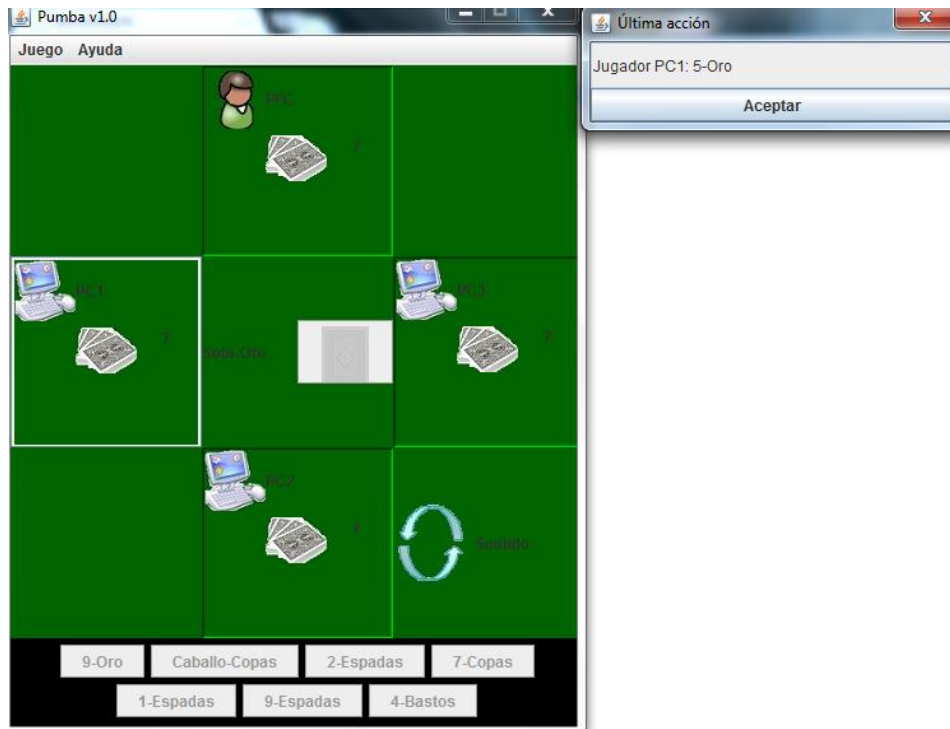 Pumba v1.0
Juego Ayuda
PFC
7
PC1
7
Sota-Oro
PC3
7
PC2
7
Sentido
9-Oro Caballo-Copas 2-Espadas 7-Copas
1-Espadas 9-Espadas 4-Bastos
Última acción
Jugador PC1: 5-Oro
Aceptar